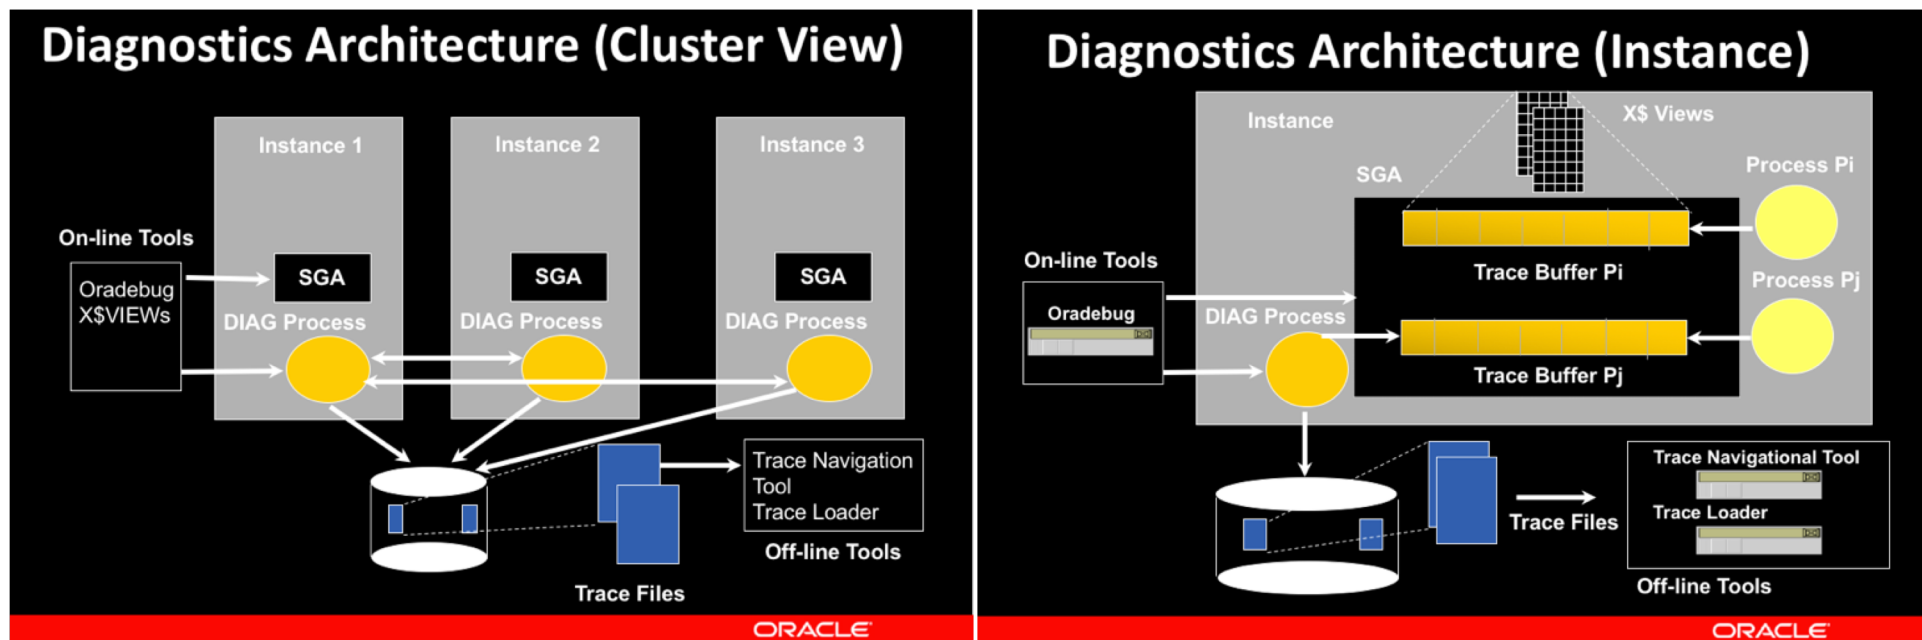 Diagnostics Architecture (Cluster View)
Instance 1
Instance 2
Instance 3
On-line Tools
Oradebug
X$VIEWs
SGA
SGA
SGA
DIAG Process
DIAG Process
DIAG Process
Trace Navigation
Tool
Trace Loader
Off-line Tools
Trace Files
ORACLE
Diagnostics Architecture (Instance)
Instance
X$ Views
SGA
Process Pi
Trace Buffer Pi
On-line Tools
Oradebug
DIAG Process
Process Pj
Trace Buffer Pj
Trace Files
Trace Navigational Tool
Trace Loader
Off-line Tools
ORACLE